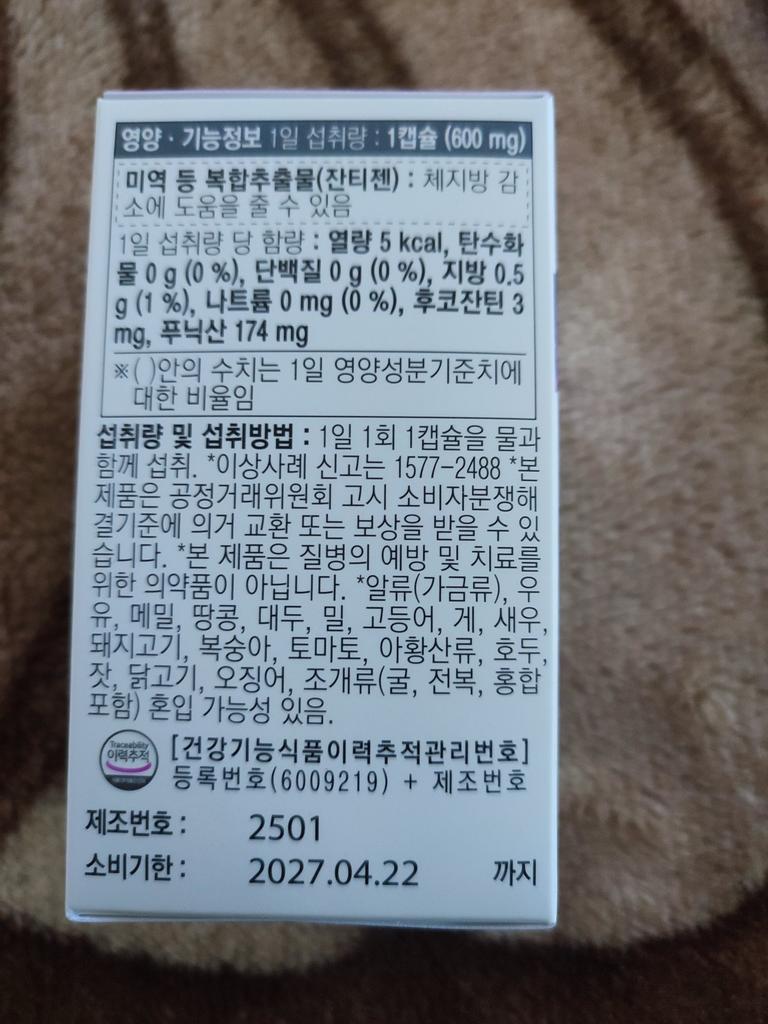 영양 · 기능정보 1일 섭취량 : 1캡슐 (600 mg)
미역 등 복합추출물(잔티젠) : 체지방 감
소에 도움을 줄 수 있음
1일 섭취량 당 함량 : 열량 5 kcal, 탄수화
물 0 g (0 %), 단백질 0 g (0 %), 지방 0.5
g (1 %), 나트륨 0 mg (0 %), 후코잔틴 3
mg, 푸닉산 174 mg
※( )안의 수치는 1일 영양성분기준치에
대한 비율임
섭취량 및 섭취방법 : 1일 1회 1캡슐을 물과
함께 섭취. *이상사례 신고는 1577-2488 *본
제품은 공정거래위원회 고시 소비자분쟁해
결기준에 의거 교환 또는 보상을 받을 수 있
습니다. *본 제품은 질병의 예방 및 치료를
위한 의약품이 아닙니다. *알류(가금류), 우
유, 메밀, 땅콩, 대두, 밀, 고등어, 게, 새우,
돼지고기, 복숭아, 토마토, 아황산류, 호두,
잣, 닭고기, 오징어, 조개류(굴, 전복, 홍합
포함) 혼입 가능성 있음.
Traceability
이력추적
[건강기능식품이력추적관리번호]
등록번호(6009219) + 제조번호
제조번호 : 2501
소비기한 : 2027.04.22 까지